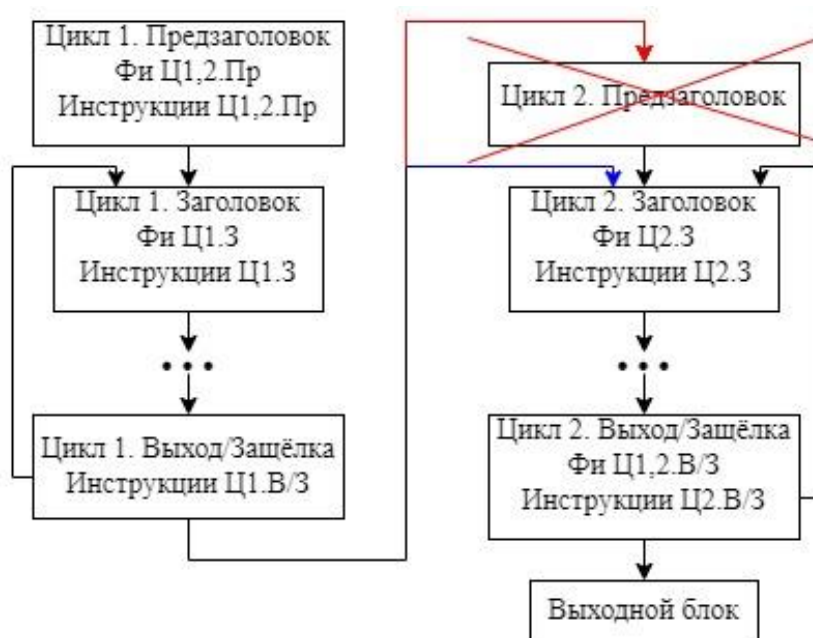 Цикл 1. Предзаголовок
Фи Ц1,2.Пр
Инструкции Ц1,2.Пр
Цикл 1. Заголовок
Фи Ц1.З
Инструкции Ц1.З
Цикл 1. Выход/Защёлка
Инструкции Ц1.В/З
Цикл 2. Предзаголовок
Цикл 2. Заголовок
Фи Ц2.З
Инструкции Ц2.З
Цикл 2. Выход/Защёлка
Фи Ц1,2.В/З
Инструкции Ц2.В/З
Выходной блок